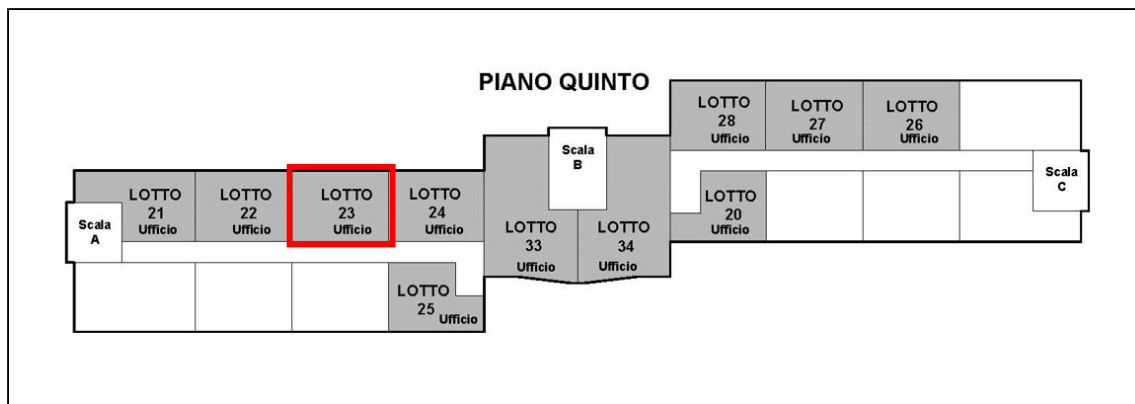 PIANO QUINTO
LOTTO
28
Ufficio
LOTTO
27
Ufficio
LOTTO
26
Ufficio
Scala
B
Scala
C
LOTTO
21
Ufficio
LOTTO
22
Ufficio
LOTTO
23
Ufficio
LOTTO
24
Ufficio
LOTTO
20
Ufficio
Scala
A
LOTTO
33
Ufficio
LOTTO
34
Ufficio
LOTTO
25
Ufficio